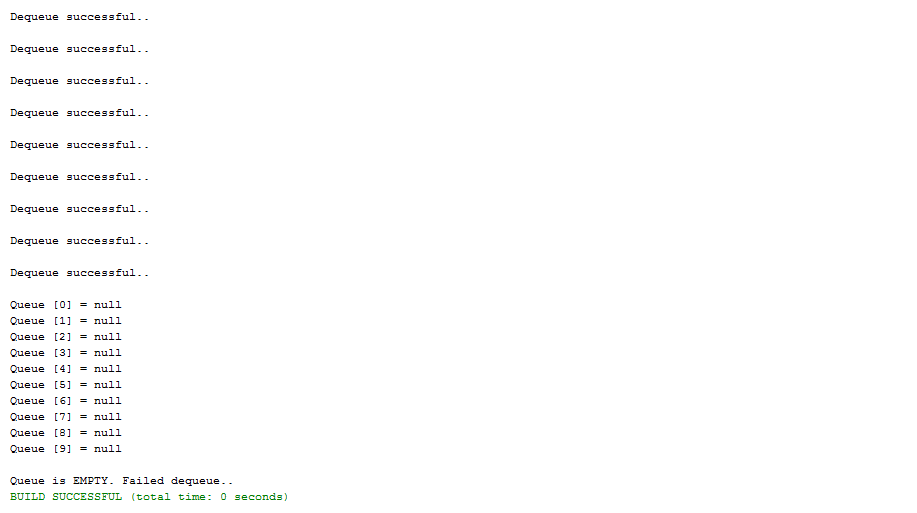 Dequeue successful..
Dequeue successful..
Dequeue successful..
Dequeue successful..
Dequeue successful..
Dequeue successful..
Dequeue successful..
Dequeue successful..
Dequeue successful..
Queue [0] = null
Queue [1] = null
Queue [2] = null
Queue [3] = null
Queue [4] = null
Queue [5] = null
Queue [6] = null
Queue [7] = null
Queue [8] = null
Queue [9] = null
Queue is EMPTY. Failed dequeue..
BUILD SUCCESSFUL (total time: 0 seconds)